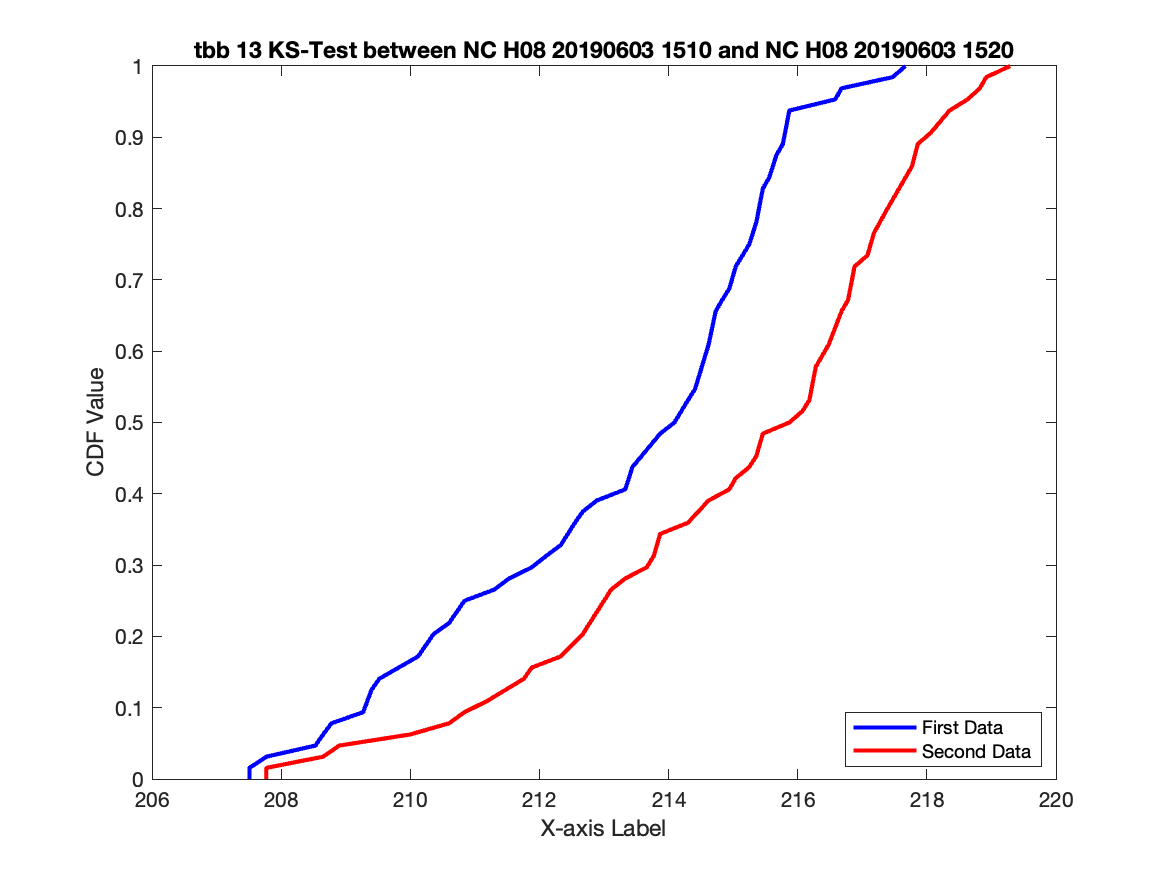 tbb 13 KS-Test between NC H08 20190603 1510 and NC H08 20190603 1520
1
0.9
0.8
0.7
0.6
0.5
0.4
0.3
0.2
0.1
0
CDF Value
First Data
Second Data
206 208 210 212 214 216 218 220
X-axis Label